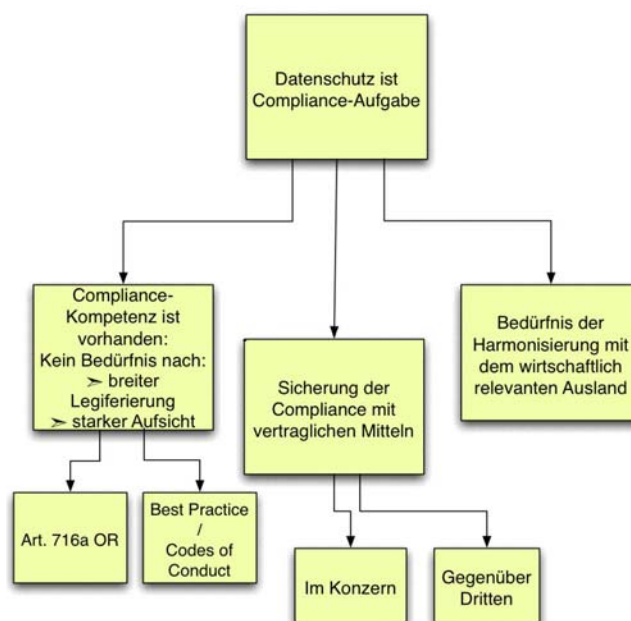 Datenschutz ist
Compliance-Aufgabe
Compliance-
Kompetenz ist
vorhanden:
Kein Bedürfnis nach:
➣ breiter
Legiferierung
➣ starker Aufsicht
Sicherung der
Compliance mit
vertraglichen Mitteln
Bedürfnis der
Harmonisierung mit
dem wirtschaftlich
relevanten Ausland
Art. 716a OR
Best Practice
/
Codes of
Conduct
Im Konzern
Gegenüber
Dritten